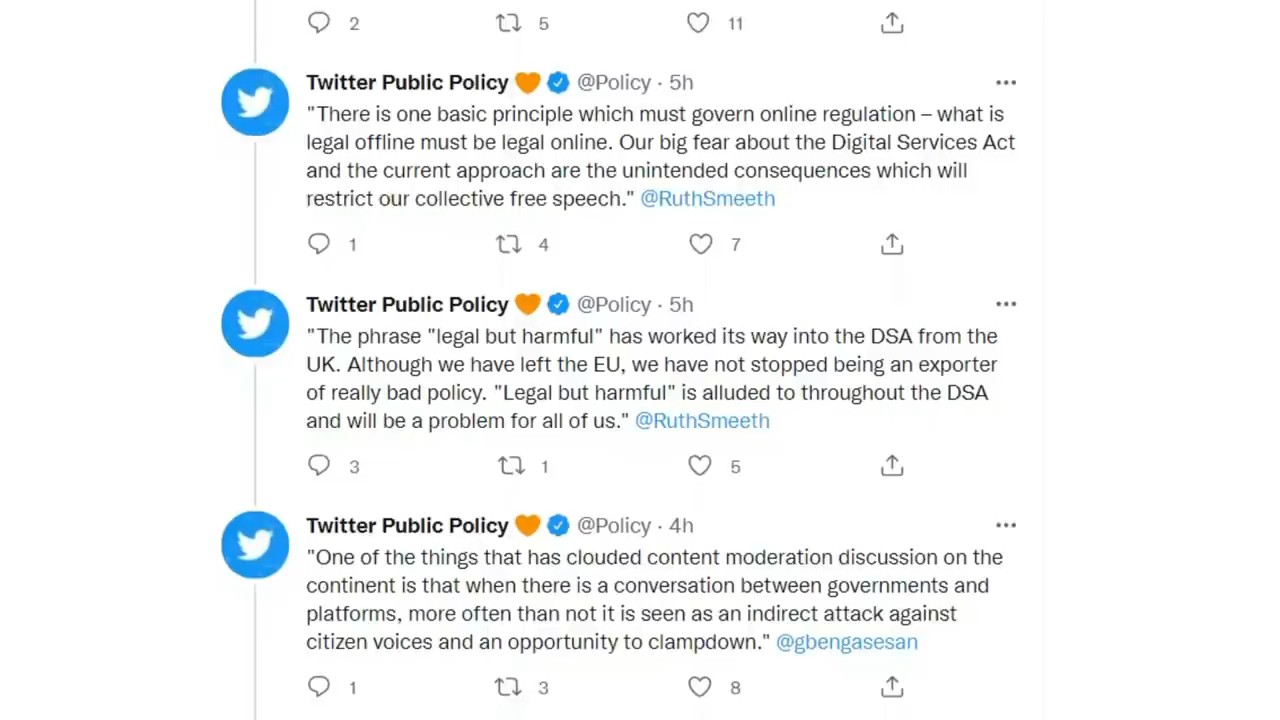 2 5 11
Twitter Public Policy 🧡 @Policy · 5h
"There is one basic principle which must govern online regulation – what is
legal offline must be legal online. Our big fear about the Digital Services Act
and the current approach are the unintended consequences which will
restrict our collective free speech." @RuthSmeeth
1 4 7
Twitter Public Policy 🧡 @Policy · 5h
"The phrase "legal but harmful" has worked its way into the DSA from the
UK. Although we have left the EU, we have not stopped being an exporter
of really bad policy. "Legal but harmful" is alluded to throughout the DSA
and will be a problem for all of us." @RuthSmeeth
3 1 5
Twitter Public Policy 🧡 @Policy · 4h
"One of the things that has clouded content moderation discussion on the
continent is that when there is a conversation between governments and
platforms, more often than not it is seen as an indirect attack against
citizen voices and an opportunity to clampdown." @gbengasesan
1 3 8